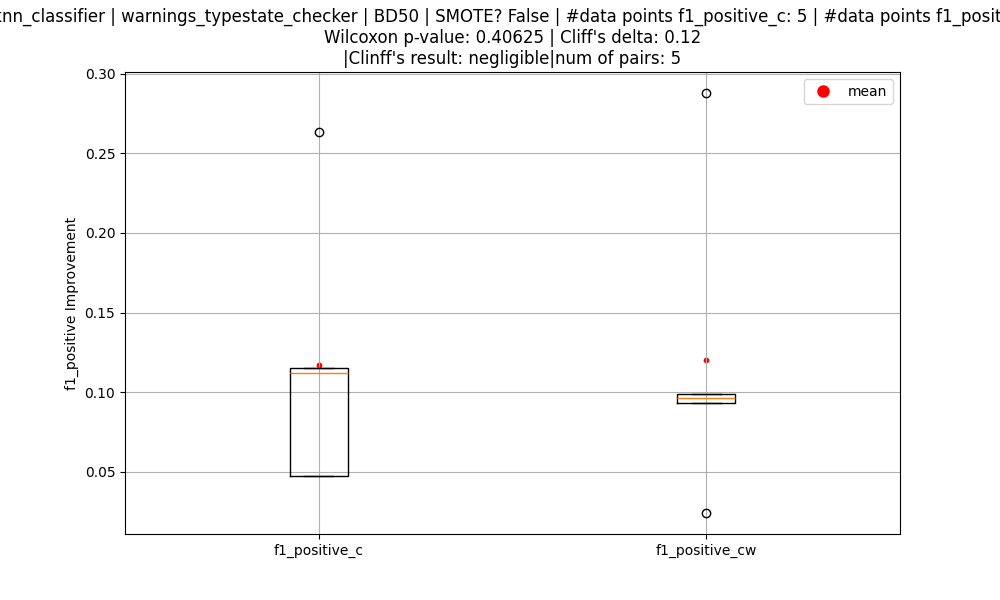 nn_classifier | warnings_typestate_checker | BD50 | SMOTE? False | #data points f1_positive_c: 5 | #data points f1_posit
Wilcoxon p-value: 0.40625 | Cliff's delta: 0.12
|Clinff's result: negligible|num of pairs: 5
mean
0.30
0.25
0.20
0.15
0.10
0.05
f1_positive Improvement
f1_positive_c
f1_positive_cw